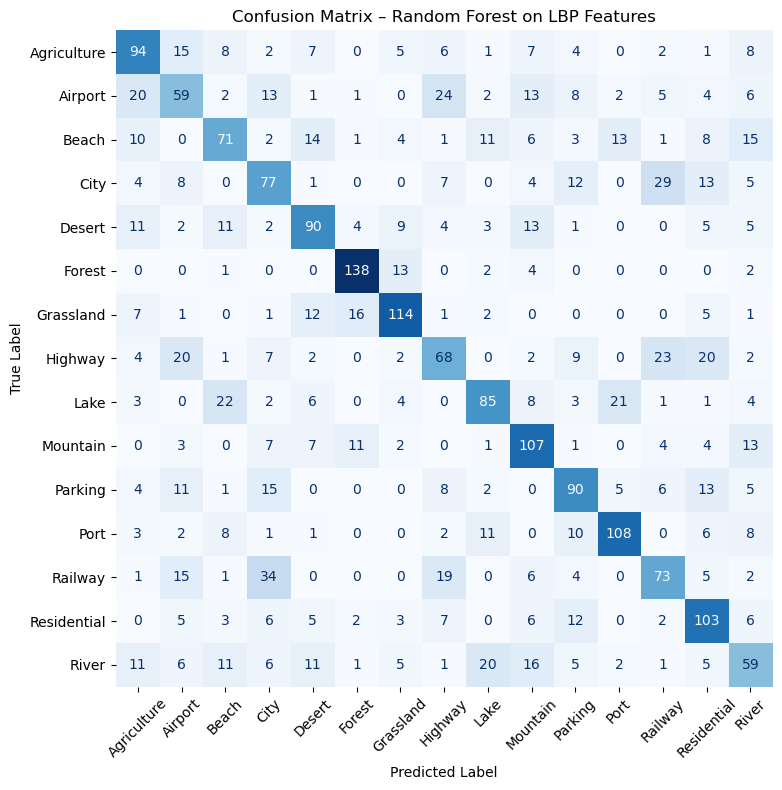 Confusion Matrix – Random Forest on LBP Features
True Label
Agriculture 94 15 8 2 7 0 5 6 1 7 4 0 2 1 8
Airport 20 59 2 13 1 1 0 24 2 13 8 2 5 4 6
Beach 10 0 71 2 14 1 4 1 11 6 3 13 1 8 15
City 4 8 0 77 1 0 0 7 0 4 12 0 29 13 5
Desert 11 2 11 2 90 4 9 4 3 13 1 0 0 5 5
Forest 0 0 1 0 0 138 13 0 2 4 0 0 0 0 2
Grassland 7 1 0 1 12 16 114 1 2 0 0 0 0 5 1
Highway 4 20 1 7 2 0 2 68 0 2 9 0 23 20 2
Lake 3 0 22 2 6 0 4 0 85 8 3 21 1 1 4
Mountain 0 3 0 7 7 11 2 0 1 107 1 0 4 4 13
Parking 4 11 1 15 0 0 0 8 2 0 90 5 6 13 5
Port 3 2 8 1 1 0 0 2 11 0 10 108 0 6 8
Railway 1 15 1 34 0 0 0 19 0 6 4 0 73 5 2
Residential 0 5 3 6 5 2 3 7 0 6 12 0 2 103 6
River 11 6 11 6 11 1 5 1 20 16 5 2 1 5 59
Agriculture Airport Beach City Desert Forest Grassland Highway Lake Mountain Parking Port Railway Residential River
Predicted Label